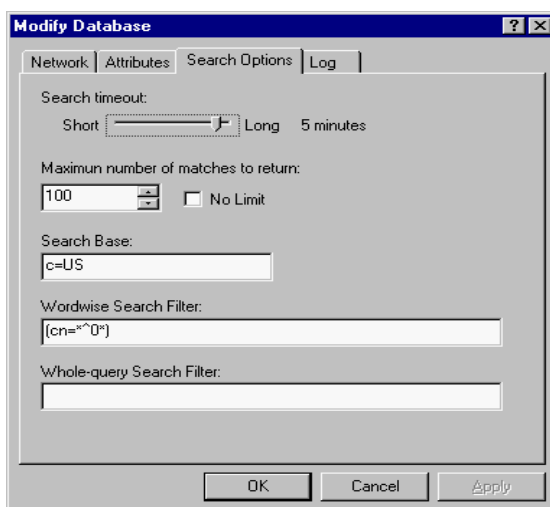 Modify Database
Network Attributes Search Options Log
Search timeout:
Short Long 5 minutes
Maximun number of matches to return:
100 No Limit
Search Base:
c=US
Wordwise Search Filter:
(cn=*^0*)
Whole-query Search Filter:
OK Cancel Apply